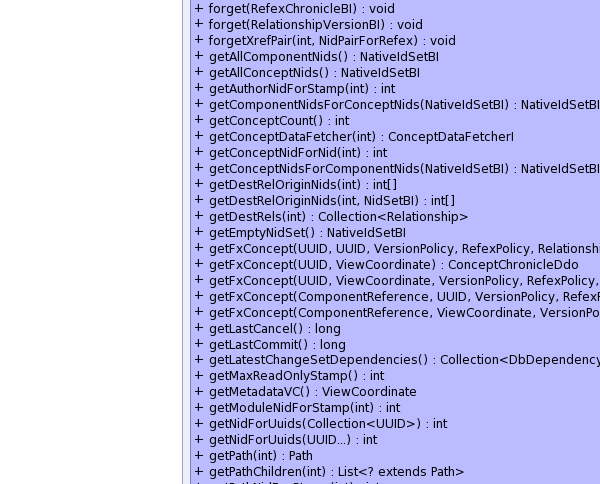 + forget(RefexChronicleBI) : void
+ forget(RelationshipVersionBI) : void
+ forgetXrefPair(int, NidPairForRefex) : void
+ getAllComponentNids() : NativeIdSetBI
+ getAllConceptNids() : NativeIdSetBI
+ getAuthorNidForStamp(int) : int
+ getComponentNidsForConceptNids(NativeIdSetBI) : NativeIdSetBI
+ getConceptCount() : int
+ getConceptDataFetcher(int) : ConceptDataFetcherI
+ getConceptNidForNid(int) : int
+ getConceptNidsForComponentNids(NativeIdSetBI) : NativeIdSetBI
+ getDestRelOriginNids(int) : int[]
+ getDestRelOriginNids(int, NidSetBI) : int[]
+ getDestRels(int) : Collection<Relationship>
+ getEmptyNidSet() : NativeIdSetBI
+ getFxConcept(UUID, UUID, VersionPolicy, RefexPolicy, Relationshi
+ getFxConcept(UUID, ViewCoordinate) : ConceptChronicleDdo
+ getFxConcept(UUID, ViewCoordinate, VersionPolicy, RefexPolicy,
+ getFxConcept(ComponentReference, UUID, VersionPolicy, RefexP
+ getFxConcept(ComponentReference, ViewCoordinate, VersionPo
+ getLastCancel() : long
+ getLastCommit() : long
+ getLatestChangeSetDependencies() : Collection<DbDependency
+ getMaxReadOnlyStamp() : int
+ getMetadataVC() : ViewCoordinate
+ getModuleNidForStamp(int) : int
+ getNidForUuids(Collection<UUID>) : int
+ getNidForUuids(UUID...) : int
+ getPath(int) : Path
+ getPathChildren(int) : List<? extends Path>